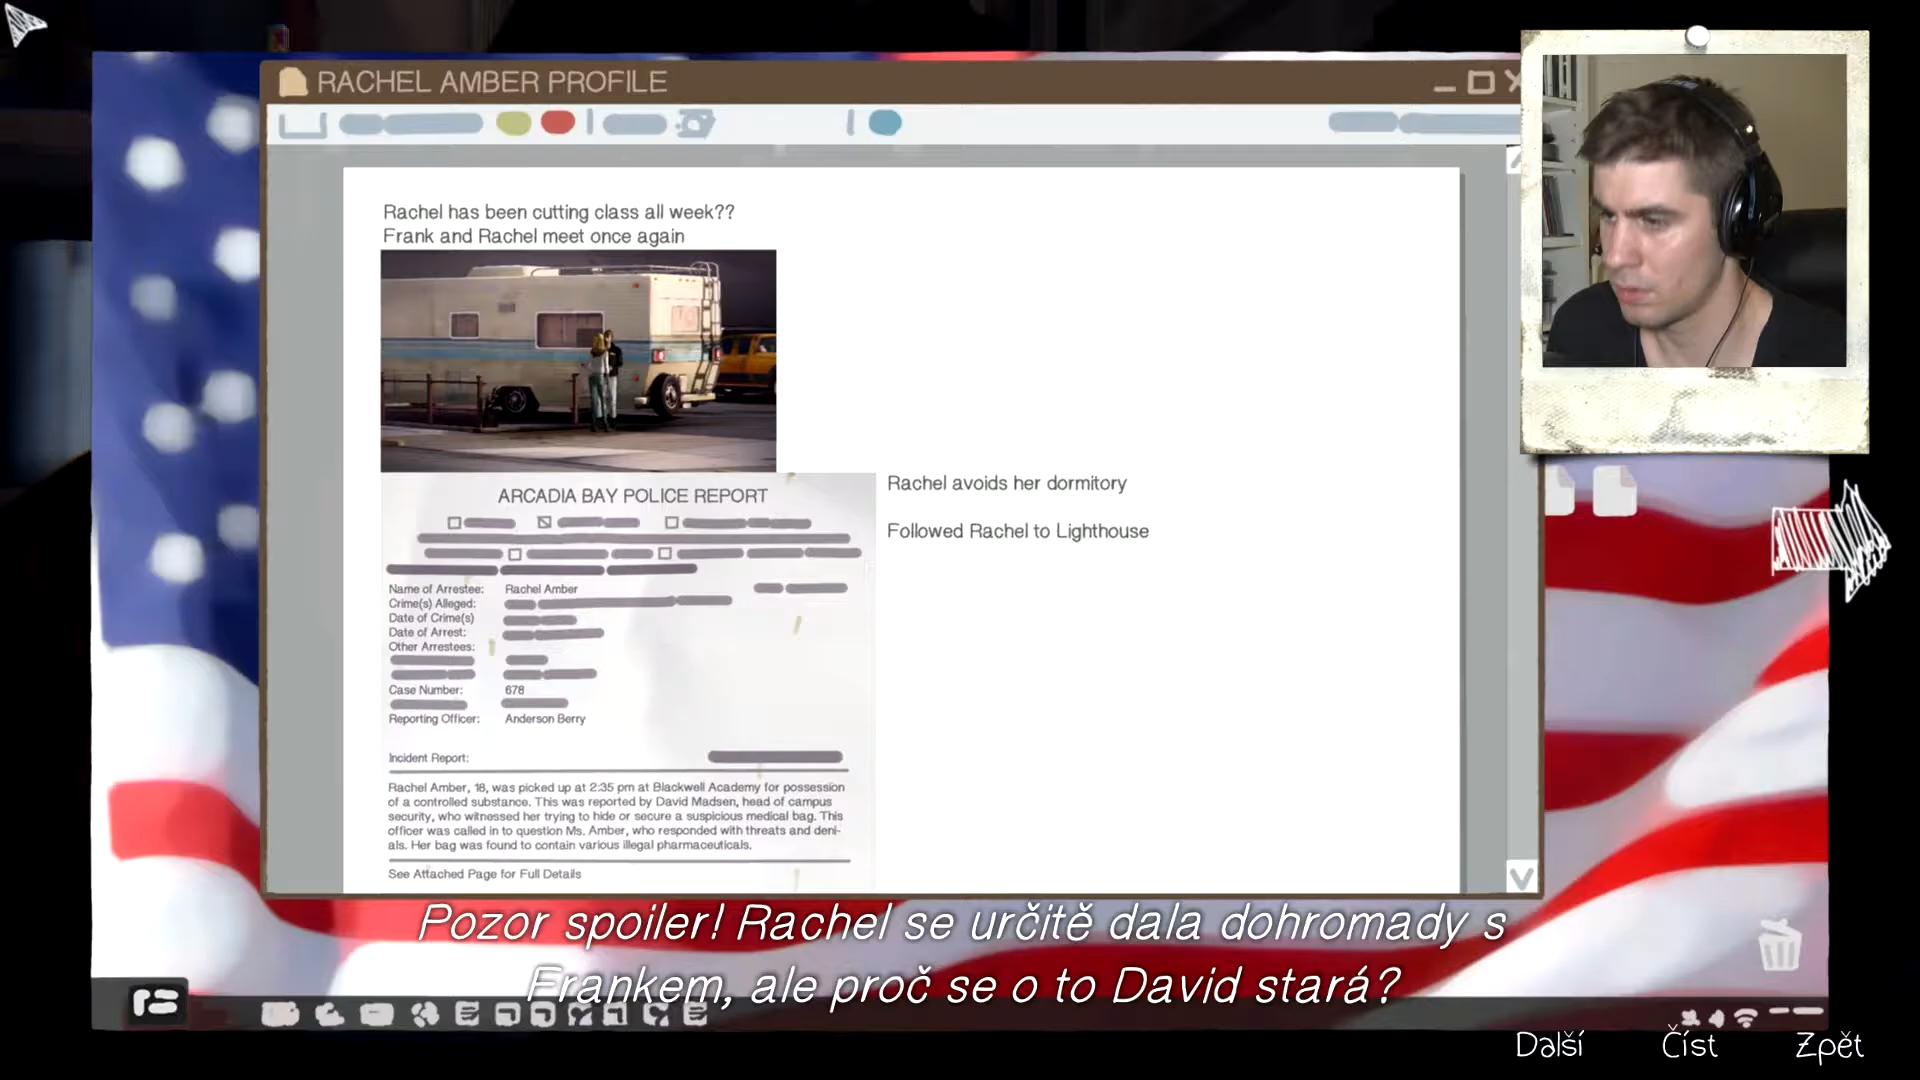 RACHEL AMBER PROFILE
Rachel has been cutting class all week??
Frank and Rachel meet once again
ARCADIA BAY POLICE REPORT
Name of Arrestee: Rachel Amber
Crime(s) Alleged:
Date of Crime(s)
Date of Arrest:
Other Arrestees:
Case Number: 678
Reporting Officer: Anderson Berry
Incident Report:
Rachel Amber, 18, was picked up at 2:35 pm at Blackwell Academy for possession
of a controlled substance. This was reported by David Madsen, head of campus
security, who witnessed her trying to hide or secure a suspicious medical bag. This
officer was called in to question Ms. Amber, who responded with threats and deni-
als. Her bag was found to contain various illegal pharmaceuticals.
See Attached Page for Full Details
Rachel avoids her dormitory
Followed Rachel to Lighthouse
Pozor spoiler! Rachel se určitě dala dohromady s
Frankem, ale proč se o to David stará?
Další Číst Zpět